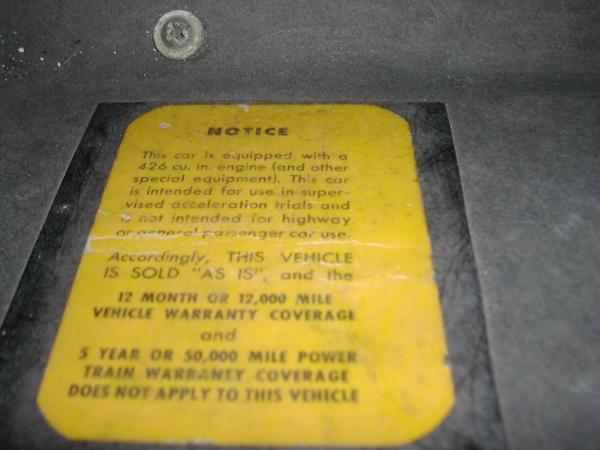 NOTICE
This car is equipped with a
426 cu. in. engine (and other
special equipment). This car
is intended for use in super-
vised acceleration trials and
is not intended for highway
or general passenger car use.
Accordingly, THIS VEHICLE
IS SOLD "AS IS", and the
12 MONTH OR 12,000 MILE
VEHICLE WARRANTY COVERAGE
and
5 YEAR OR 50,000 MILE POWER
TRAIN WARRANTY COVERAGE
DOES NOT APPLY TO THIS VEHICLE